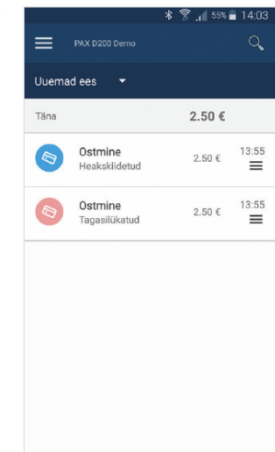 55% 14:03
PAX D200 Demo
Uuemad ees
Täna 2.50 €
Ostmine 2.50 € 13:55
Heakskiidetud
Ostmine 2.50 € 13:55
Tagasilükatud